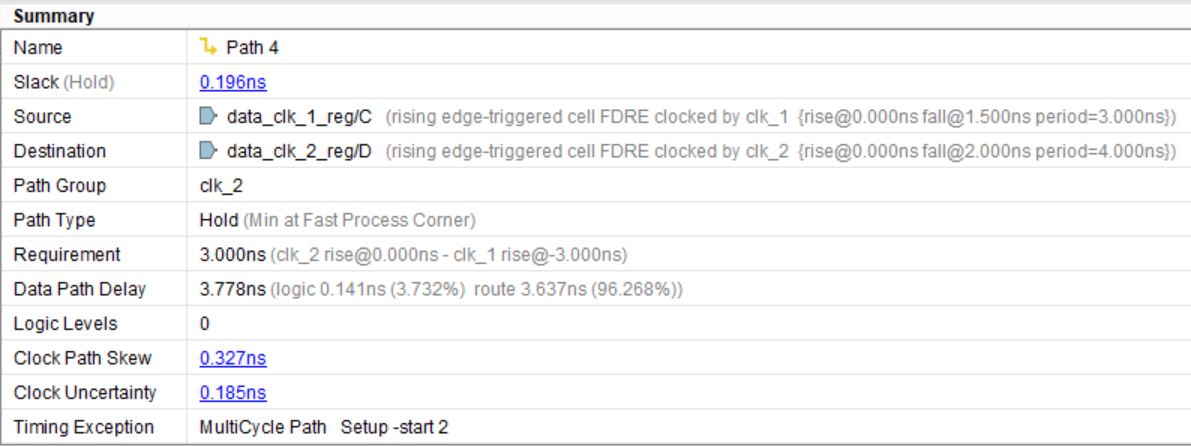 Summary
Name Path 4
Slack (Hold) 0.196ns
Source data_clk_1_reg/C (rising edge-triggered cell FDRE clocked by clk_1 {rise@0.000ns fall@1.500ns period=3.000ns})
Destination data_clk_2_reg/D (rising edge-triggered cell FDRE clocked by clk_2 {rise@0.000ns fall@2.000ns period=4.000ns})
Path Group clk_2
Path Type Hold (Min at Fast Process Corner)
Requirement 3.000ns (clk_2 rise@0.000ns - clk_1 rise@-3.000ns)
Data Path Delay 3.778ns (logic 0.141ns (3.732%) route 3.637ns (96.268%))
Logic Levels 0
Clock Path Skew 0.327ns
Clock Uncertainty 0.185ns
Timing Exception MultiCycle Path Setup -start 2